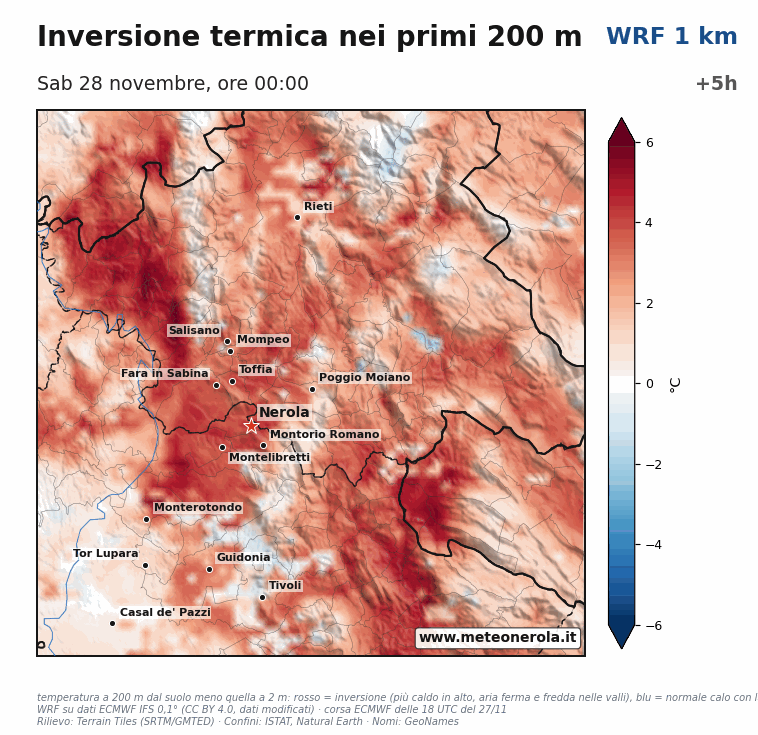 Inversione termica nei primi 200 m WRF 1 km
Sab 28 novembre, ore 00:00 +5h
Rieti
Salisano
Mompeo
Fara in Sabina
Toffia
Poggio Moiano
Nerola
Montorio Romano
Montelibretti
Monterotondo
Tor Lupara
Guidonia
Tivoli
Casal de' Pazzi
www.meteonerola.it
6
4
2
0
−2
−4
−6
°C
temperatura a 200 m dal suolo meno quella a 2 m: rosso = inversione (più caldo in alto, aria ferma e fredda nelle valli), blu = normale calo con l
WRF su dati ECMWF IFS 0,1° (CC BY 4.0, dati modificati) · corsa ECMWF delle 18 UTC del 27/11
Rilievo: Terrain Tiles (SRTM/GMTED) · Confini: ISTAT, Natural Earth · Nomi: GeoNames